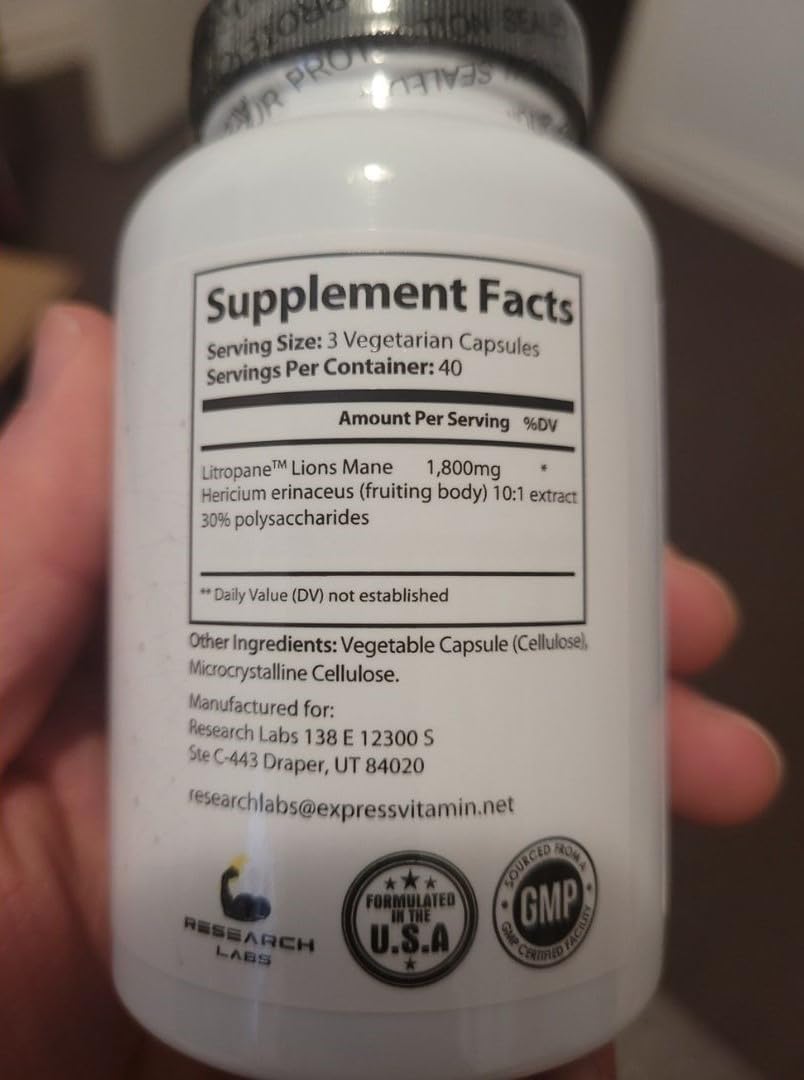 PROTECTION SEALED
SEALED
Supplement Facts
Serving Size: 3 Vegetarian Capsules
Servings Per Container: 40
Amount Per Serving %DV
Litropane™ Lions Mane 1,800mg *
Hericium erinaceus (fruiting body) 10:1 extract
30% polysaccharides
** Daily Value (DV) not established
Other Ingredients: Vegetable Capsule (Cellulose),
Microcrystalline Cellulose.
Manufactured for:
Research Labs 138 E 12300 S
Ste C-443 Draper, UT 84020
researchlabs@expressvitamin.net
RESEARCH
LABS
FORMULATED
IN THE
U.S.A
SOURCED FROM A
GMP
GMP CERTIFIED FACILITY